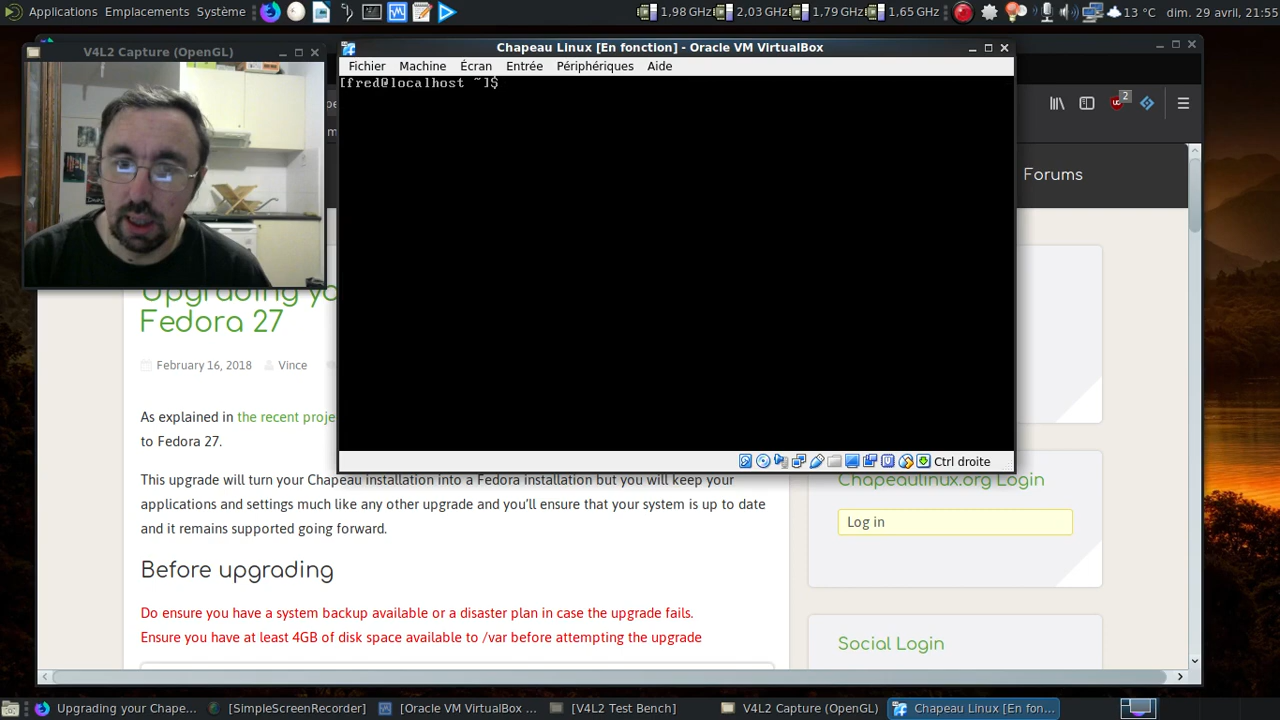 Applications Emplacements Système
1,98 GHz 2,03 GHz 1,79 GHz 1,65 GHz 13 °C dim. 29 avril, 21:55
V4L2 Capture (OpenGL)
Chapeau Linux [En fonction] - Oracle VM VirtualBox
Fichier Machine Écran Entrée Périphériques Aide
[fred@localhost ~]$
2
Forums
Upgrading yo
Fedora 27
February 16, 2018 Vince
As explained in the recent proje
to Fedora 27.
Ctrl droite
This upgrade will turn your Chapeau installation into a Fedora installation but you will keep your
applications and settings much like any other upgrade and you'll ensure that your system is up to date
and it remains supported going forward.
Chapeaulinux.org Login
Log in
Before upgrading
Do ensure you have a system backup available or a disaster plan in case the upgrade fails.
Ensure you have at least 4GB of disk space available to /var before attempting the upgrade
Social Login
Upgrading your Chape... [SimpleScreenRecorder] [Oracle VM VirtualBox ... [V4L2 Test Bench] V4L2 Capture (OpenGL) Chapeau Linux [En fon...